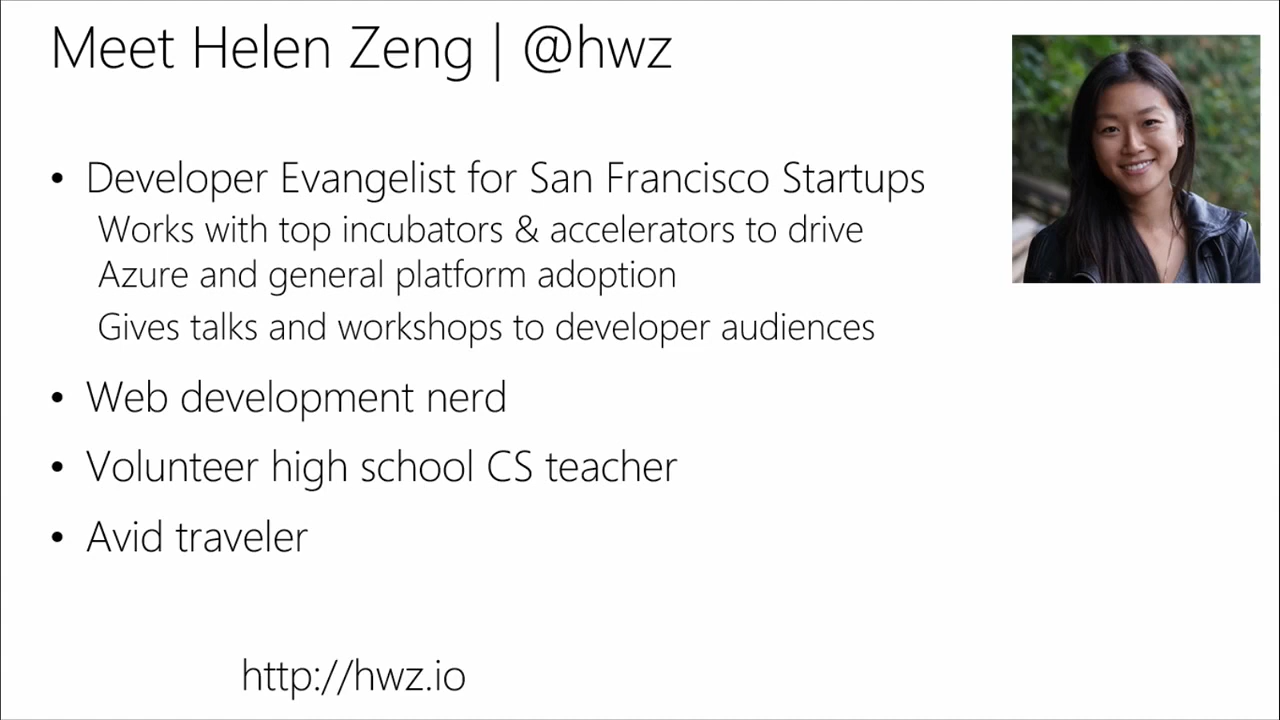 Meet Helen Zeng | @hwz
• Developer Evangelist for San Francisco Startups
Works with top incubators & accelerators to drive
Azure and general platform adoption
Gives talks and workshops to developer audiences
• Web development nerd
• Volunteer high school CS teacher
• Avid traveler
http://hwz.io